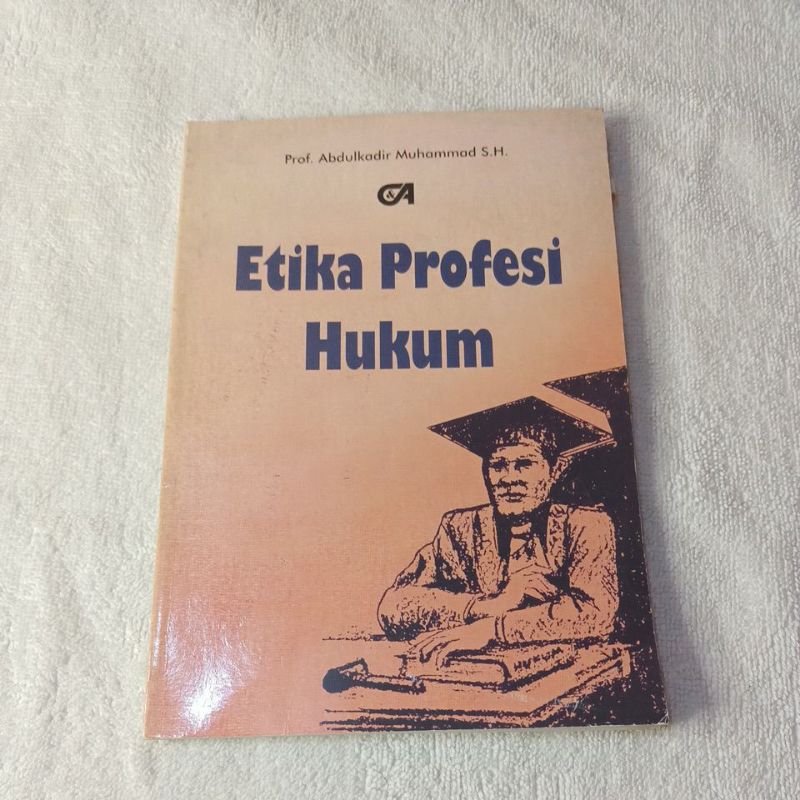 Prof. Abdulkadir Muhammad S.H.
C&A
Etika Profesi
Hukum